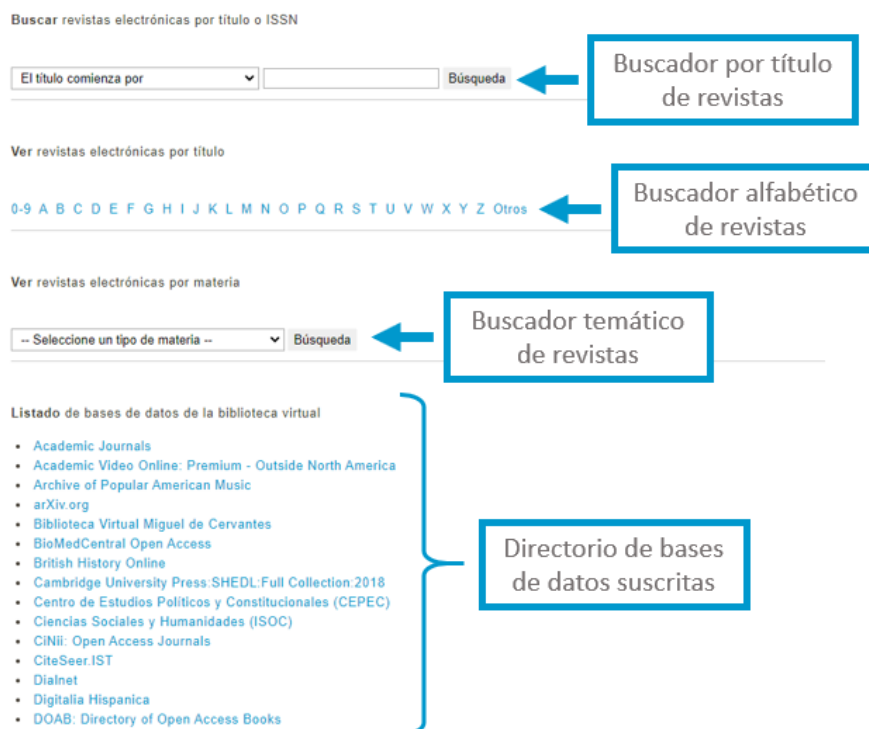 Buscar revistas electrónicas por título o ISSN
El título comienza por
Búsqueda
Buscador por título
de revistas
Ver revistas electrónicas por título
0-9 A B C D E F G H I J K L M N O P Q R S T U V W X Y Z Otros
Buscador alfabético
de revistas
Ver revistas electrónicas por materia
-- Seleccione un tipo de materia --
Búsqueda
Buscador temático
de revistas
Listado de bases de datos de la biblioteca virtual
Academic Journals
Academic Video Online: Premium - Outside North America
Archive of Popular American Music
arXiv.org
Biblioteca Virtual Miguel de Cervantes
BioMedCentral Open Access
British History Online
Cambridge University Press:SHEDL:Full Collection:2018
Centro de Estudios Políticos y Constitucionales (CEPEC)
Ciencias Sociales y Humanidades (ISOC)
CiNii: Open Access Journals
CiteSeer.IST
Dialnet
Digitalia Hispanica
DOAB: Directory of Open Access Books
Directorio de bases
de datos suscritas